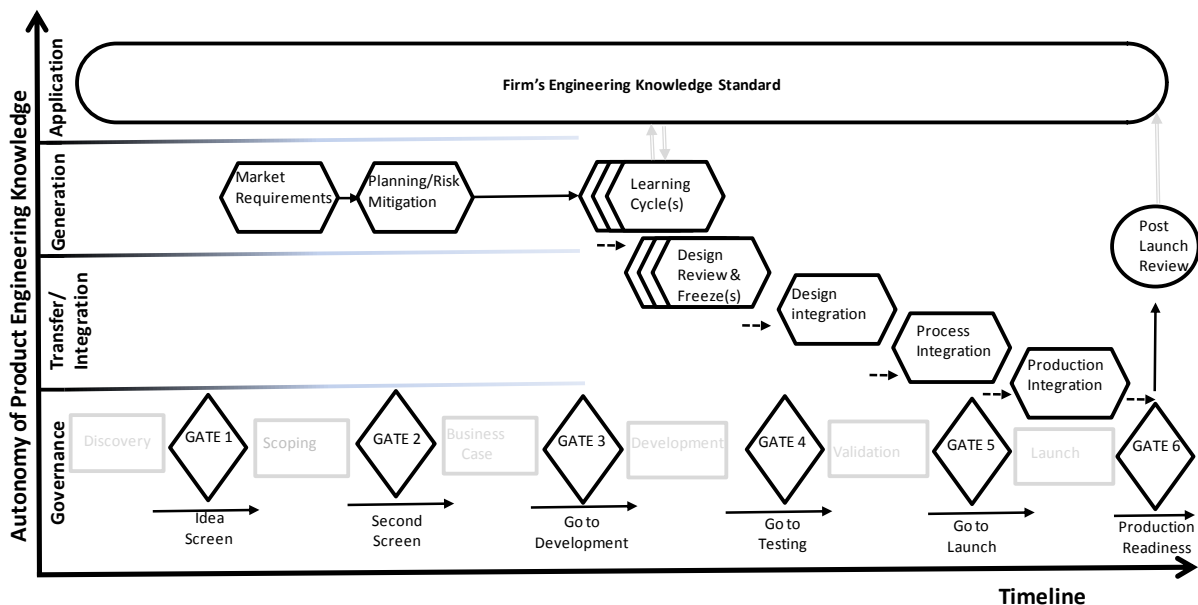 Autonomy of Product Engineering Knowledge
Application
Firm's Engineering Knowledge Standard
Generation
Market
Requirements
Planning/Risk
Mitigation
Learning
Cycle(s)
Design
Review &
Freeze(s)
Post
Launch
Review
Transfer/
Integration
Design
integration
Process
Integration
Production
Integration
Governance
Discovery
GATE 1
Scoping
GATE 2
Business
Case
GATE 3
Development
GATE 4
Validation
GATE 5
Launch
GATE 6
Idea
Screen
Second
Screen
Go to
Development
Go to
Testing
Go to
Launch
Production
Readiness
Timeline